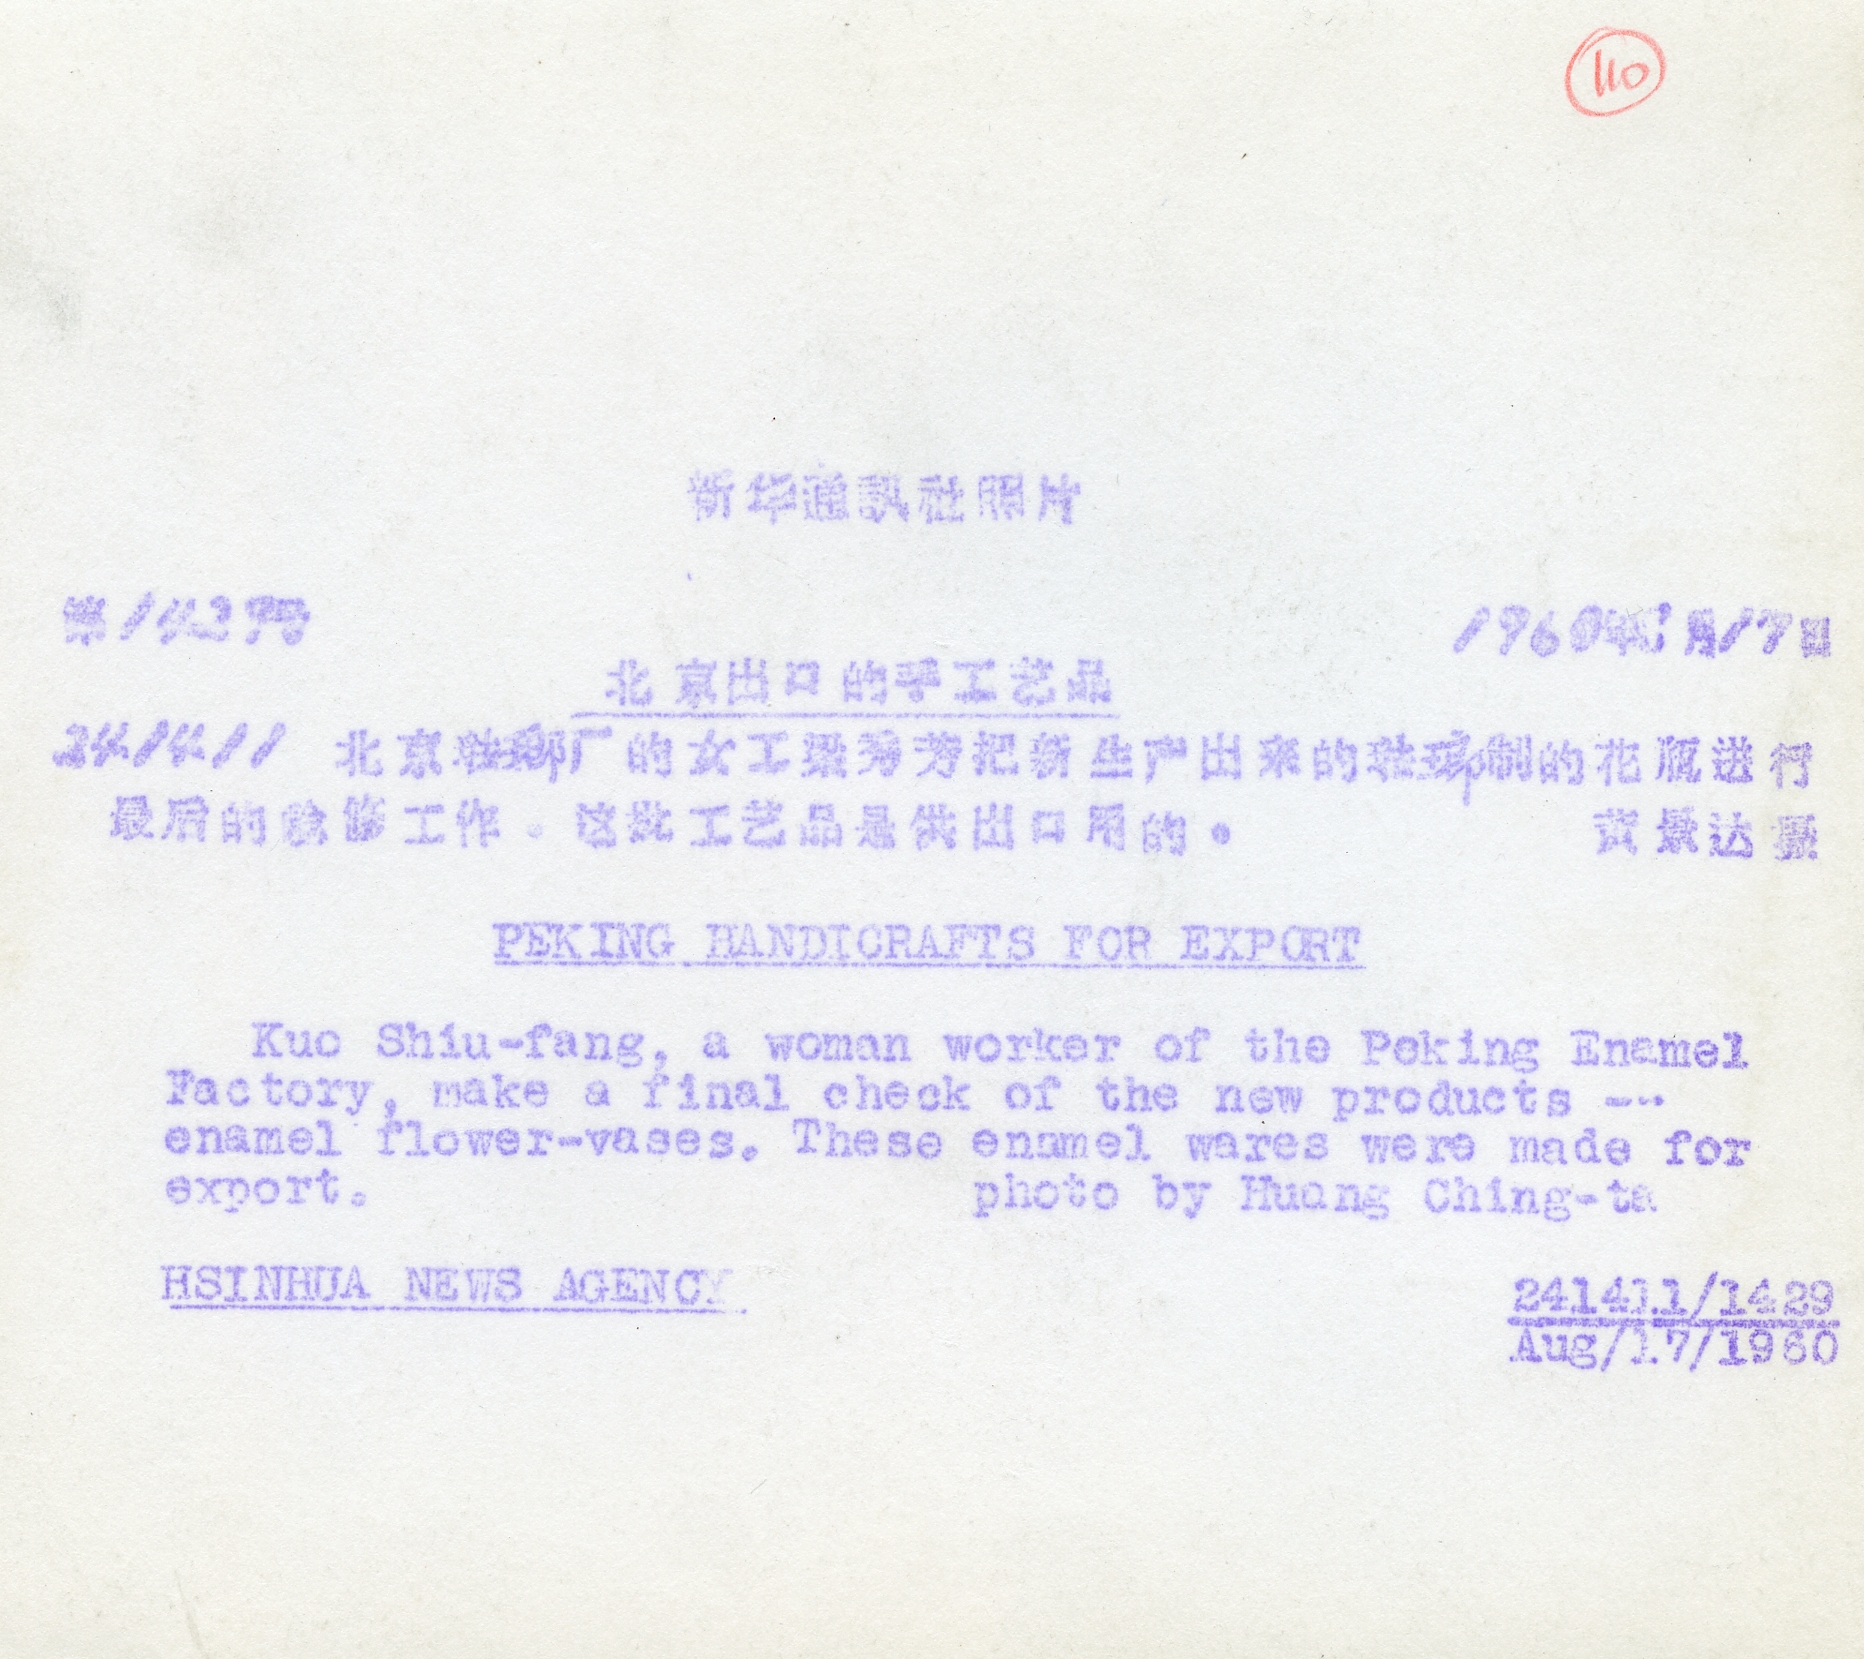 110
新华通訊社照片
第1429号 1960年8月17日
北京出口的手工艺品
241411 北京珐瑯厂的女工秀芳把新生产出来的珐瑯制的花瓶进行
最后的修工作。这批工艺品是供出口用的。 黄景达摄
PEKING HANDICRAFTS FOR EXPORT
Kuo Shiu-fang, a woman worker of the Peking Enamel
Factory, make a final check of the new products --
enamel flower-vases. These enamel wares were made for
export. photo by Huang Ching-ta
HSINHUA NEWS AGENCY
241411/1429
Aug/17/1960